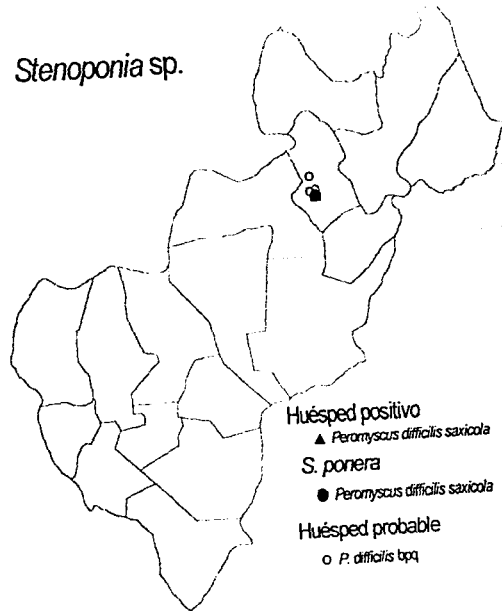 Stenoponia sp.
Huésped positivo
▲ Peromyscus difficilis saxicola
S. ponera
● Peromyscus difficilis saxicola
Huésped probable
○ P. difficilis bpq